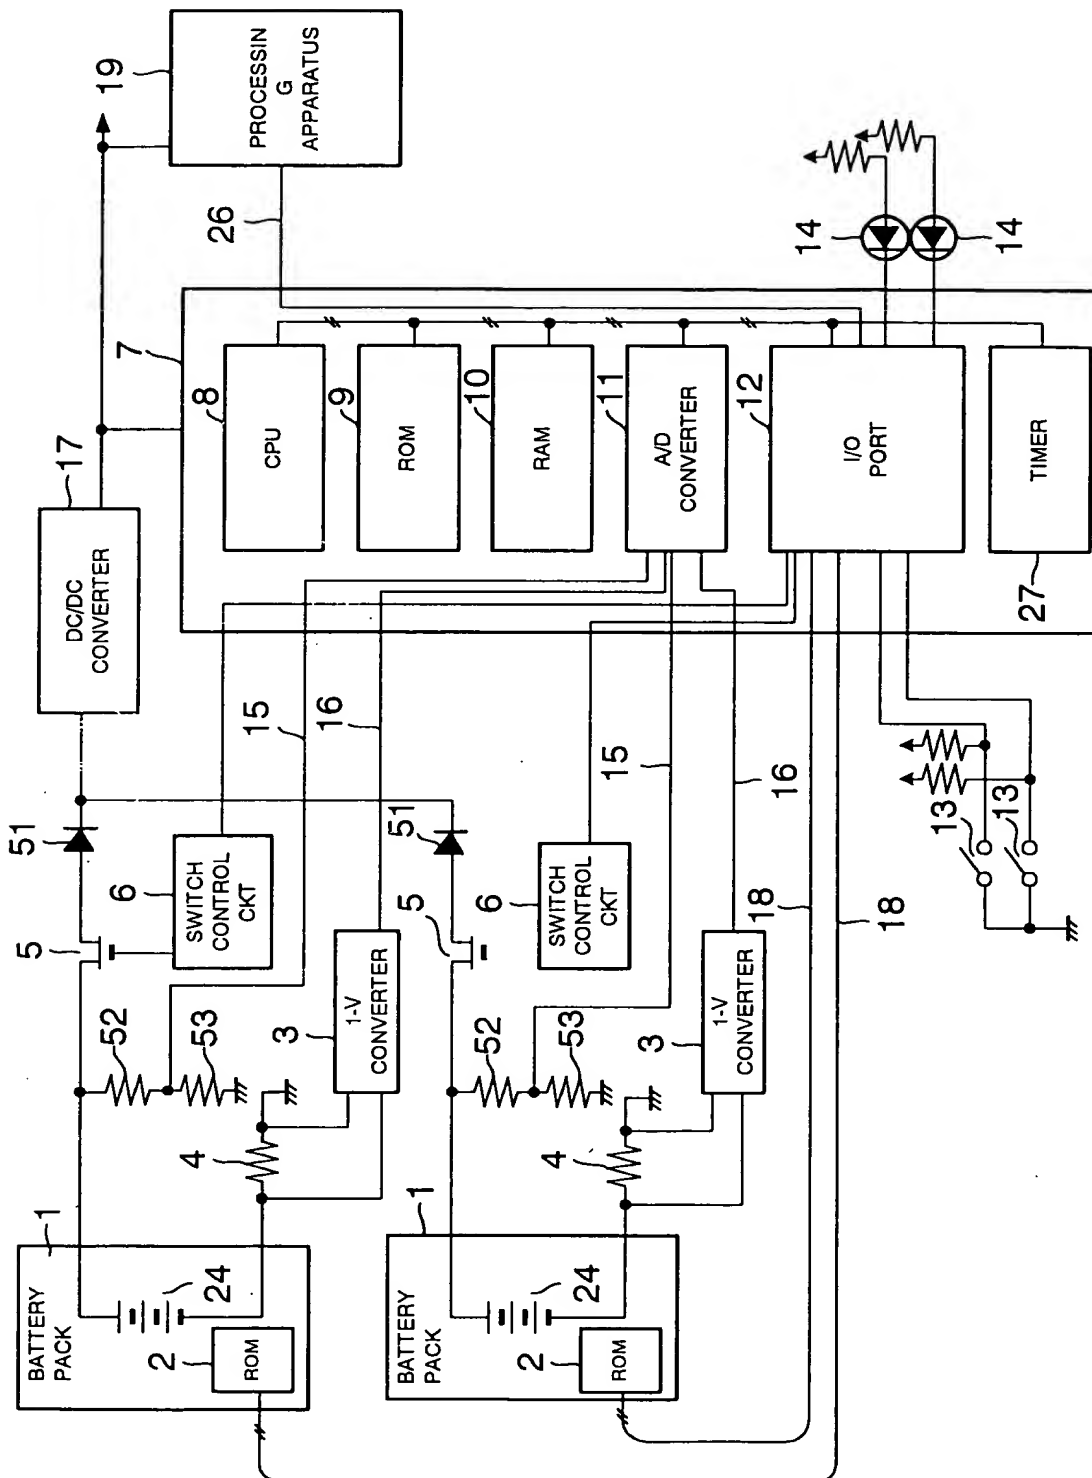 19
PROCESSIN
G
APPARATUS
26
14
14
7
8
CPU
9
ROM
10
RAM
11
A/D
CONVERTER
12
I/O
PORT
TIMER
27
17
DC/DC
CONVERTER
15
16
15
16
18
18
13
13
51
5
6
SWITCH
CONTROL
CKT
51
5
6
SWITCH
CONTROL
CKT
52
53
3
1-V
CONVERTER
4
52
53
3
1-V
CONVERTER
4
1
BATTERY
PACK
24
2
ROM
1
BATTERY
PACK
24
2
ROM